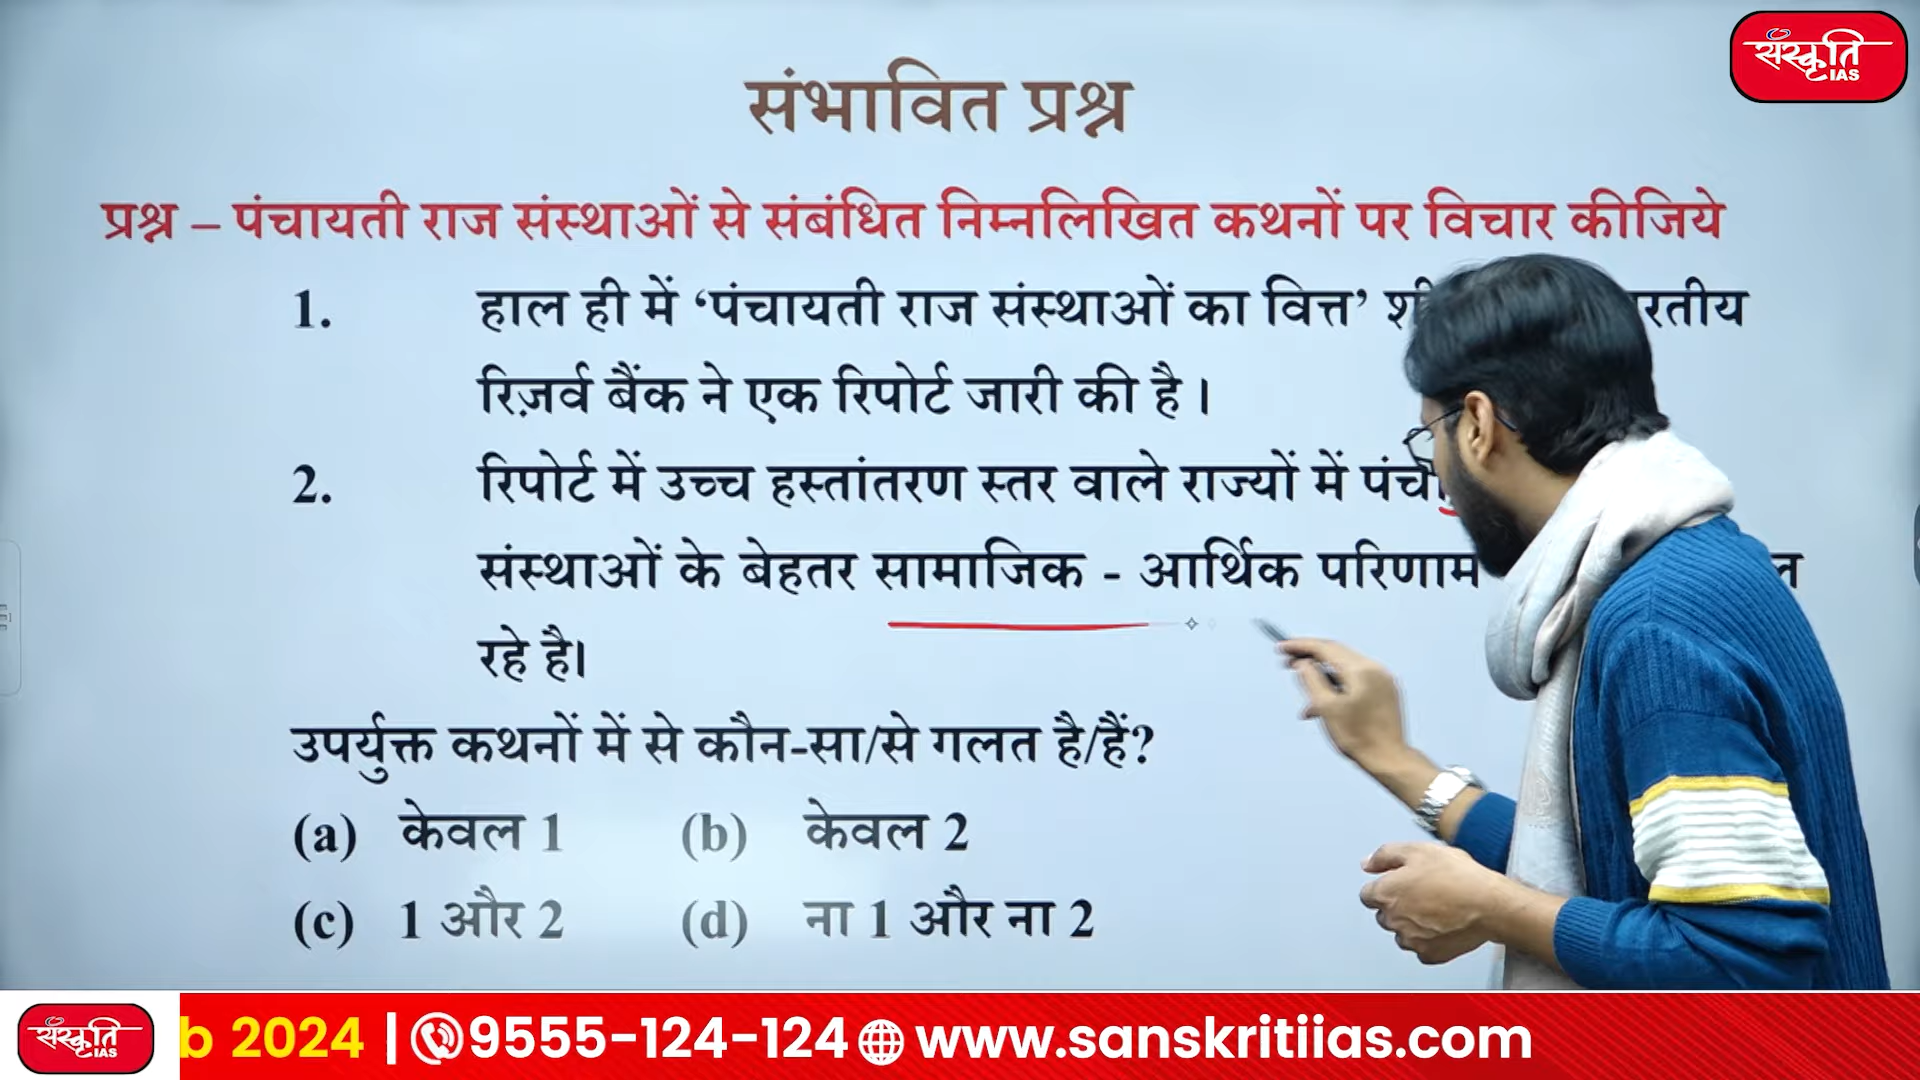 संस्कृति
IAS
संभावित प्रश्न
प्रश्न – पंचायती राज संस्थाओं से संबंधित निम्नलिखित कथनों पर विचार कीजिये
1. हाल ही में ‘पंचायती राज संस्थाओं का वित्त’
रिज़र्व बैंक ने एक रिपोर्ट जारी की है।
2. रिपोर्ट में उच्च हस्तांतरण स्तर वाले राज्यों में
संस्थाओं के बेहतर सामाजिक - आर्थिक परिणाम
रहे है।
उपर्युक्त कथनों में से कौन-सा/से गलत है/हैं?
(a) केवल 1 (b) केवल 2
(c) 1 और 2 (d) ना 1 और ना 2
संस्कृति
IAS
2024 | 9555-124-124 www.sanskritiias.com